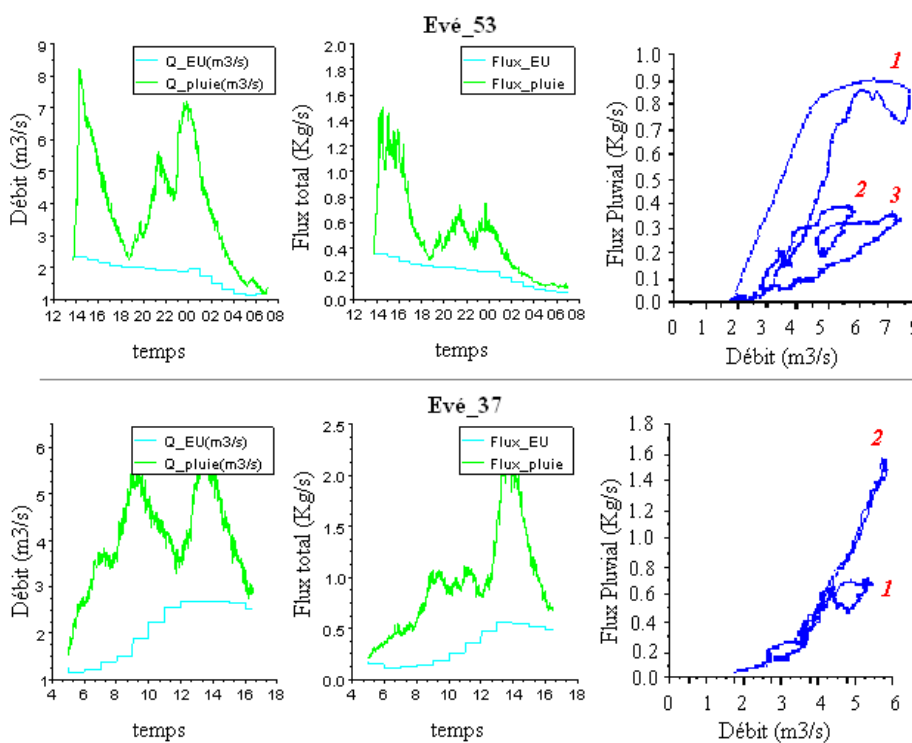 Evé_53
Débit (m3/s)
9
8
7
6
5
4
3
2
1
Q_EU(m3/s)
Q_pluie(m3/s)
12 14 16 18 20 22 00 02 04 06 08
temps
Flux total (Kg/s)
2.0
1.8
1.6
1.4
1.2
1.0
0.8
0.6
0.4
0.2
0.0
Flux_EU
Flux_pluie
12 14 16 18 20 22 00 02 04 06 08
temps
Flux Pluvial (Kg/s)
1.0
0.9
0.8
0.7
0.6
0.5
0.4
0.3
0.2
0.1
0.0
1
2
3
0 1 2 3 4 5 6 7
Débit (m3/s)
Evé_37
Débit (m3/s)
6
5
4
3
2
1
Q_EU(m3/s)
Q_pluie(m3/s)
4 6 8 10 12 14 16 18
temps
Flux total (Kg/s)
2.5
2.0
1.5
1.0
0.5
0.0
Flux_EU
Flux_pluie
4 6 8 10 12 14 16 18
temps
Flux Pluvial (Kg/s)
1.8
1.6
1.4
1.2
1.0
0.8
0.6
0.4
0.2
0
2
1
0 1 2 3 4 5 6
Débit (m3/s)